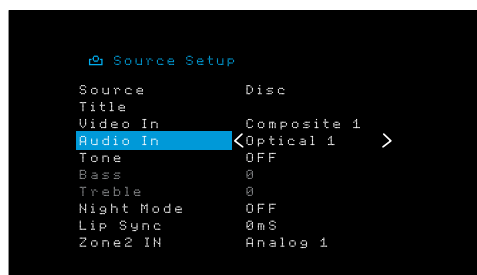 Source Setup
Source Disc
Title
Video In Composite 1
Audio In <Optical 1 >
Tone OFF
Bass 0
Treble 0
Night Mode OFF
Lip Sync 0mS
Zone2 IN Analog 1